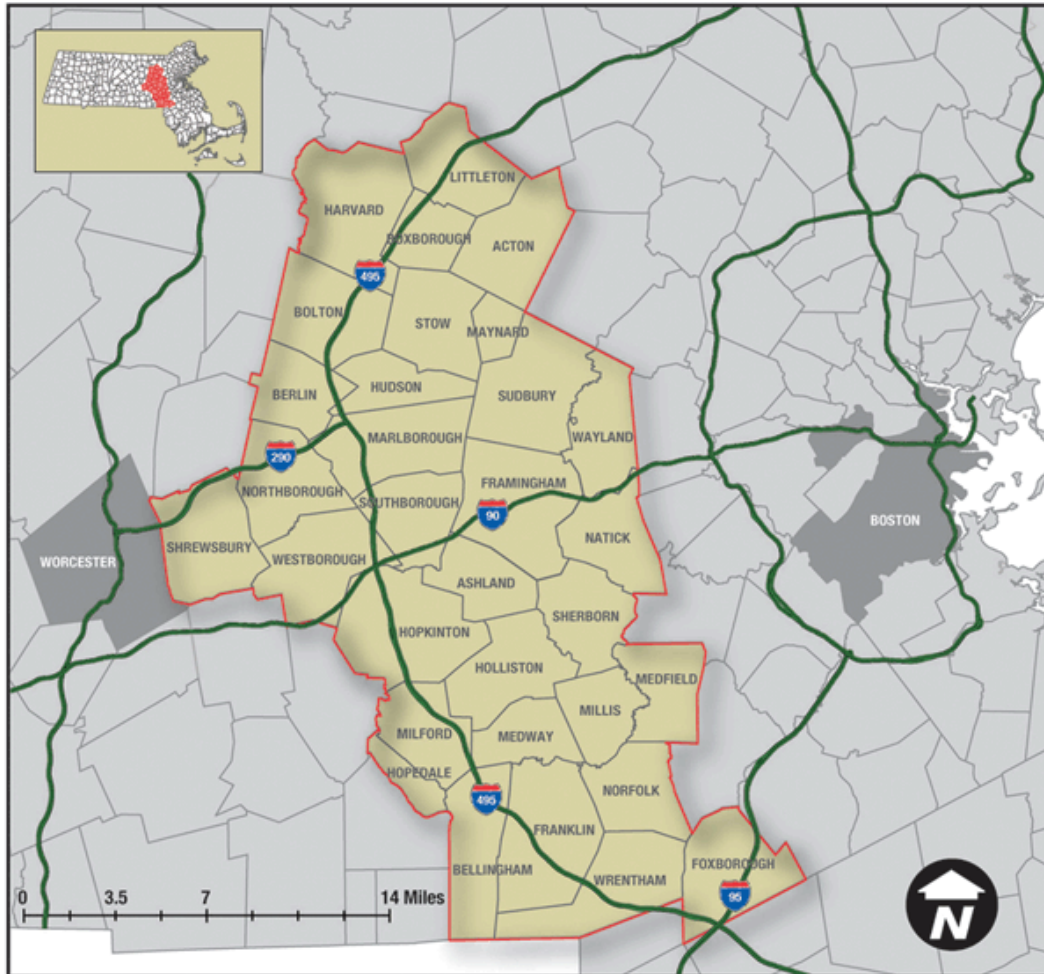 LITTLETON
HARVARD
BOXBOROUGH
ACTON
495
BOLTON
STOW
MAYNARD
BERLIN
HUDSON
SUDBURY
MARLBOROUGH
WAYLAND
290
NORTHBOROUGH
SOUTHBOROUGH
FRAMINGHAM
90
SHREWSBURY
WESTBOROUGH
NATICK
WORCESTER
BOSTON
ASHLAND
SHERBORN
HOPKINTON
HOLLISTON
MEDFIELD
MILLIS
MILFORD
MEDWAY
HOPEDALE
495
NORFOLK
FRANKLIN
BELLINGHAM
WRENTHAM
FOXBOROUGH
95
0 3.5 7 14 Miles
N